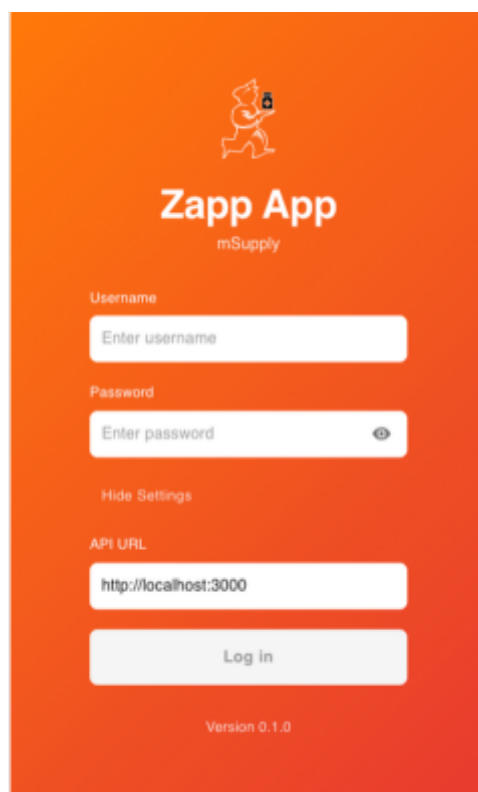 Zapp App
mSupply
Username
Enter username
Password
Enter password
Hide Settings
API URL
http://localhost:3000
Log in
Version 0.1.0